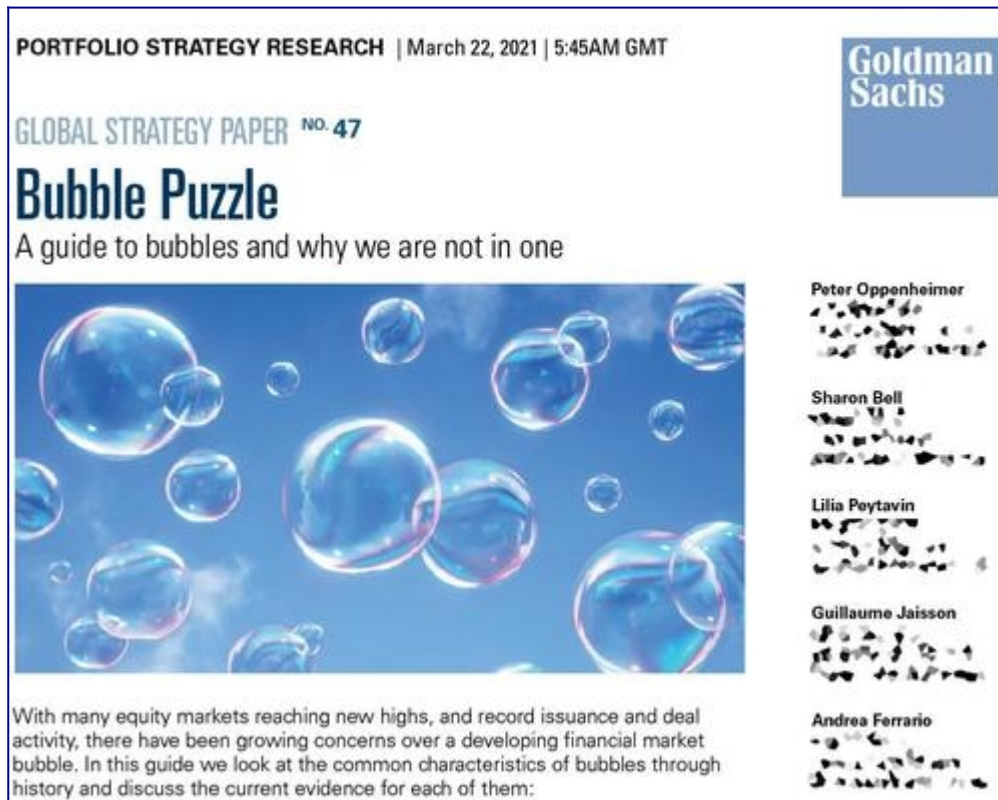 PORTFOLIO STRATEGY RESEARCH | March 22, 2021 | 5:45AM GMT
Goldman
Sachs
GLOBAL STRATEGY PAPER NO. 47
Bubble Puzzle
A guide to bubbles and why we are not in one
Peter Oppenheimer
Sharon Bell
Lilia Peytavin
Guillaume Jaisson
Andrea Ferrario
With many equity markets reaching new highs, and record issuance and deal
activity, there have been growing concerns over a developing financial market
bubble. In this guide we look at the common characteristics of bubbles through
history and discuss the current evidence for each of them: